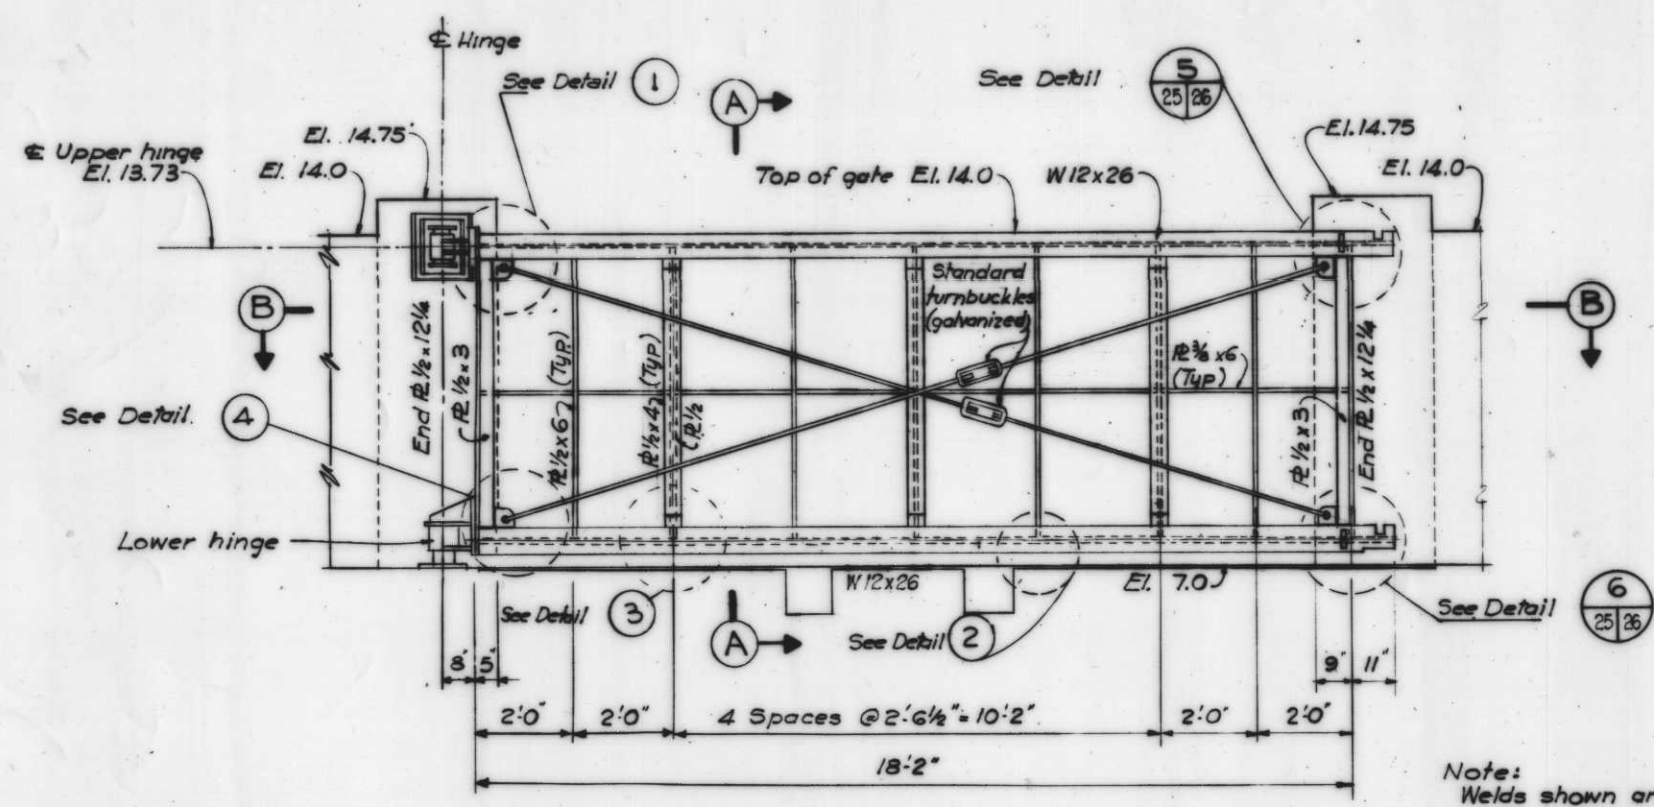 ℄ Hinge
See Detail 1
A
See Detail 5
25 26
El. 14.75'
El. 14.75
℄ Upper hinge
El. 13.73
El. 14.0
Top of gate El. 14.0
W 12x26
El. 14.0
B
Standard
turnbuckles
(galvanized)
B
End ℙL 1/2 x 12 1/4
ℙL 1/2 x 3
ℙL 1/2 x 6 (Typ)
ℙL 1/2 x 4 (Typ)
ℙL 1/2
ℙL 3/8 x 6
(Typ)
ℙL 1/2 x 3
End ℙL 1/2 x 12 1/4
See Detail 4
Lower hinge
W 12x26
El. 7.0
See Detail 3
A
See Detail 2
See Detail 6
25 26
8" 5"
9" 11"
2'-0" 2'-0" 4 Spaces @ 2'-6 1/2" = 10'-2" 2'-0" 2'-0"
18'-2"
Note:
Welds shown